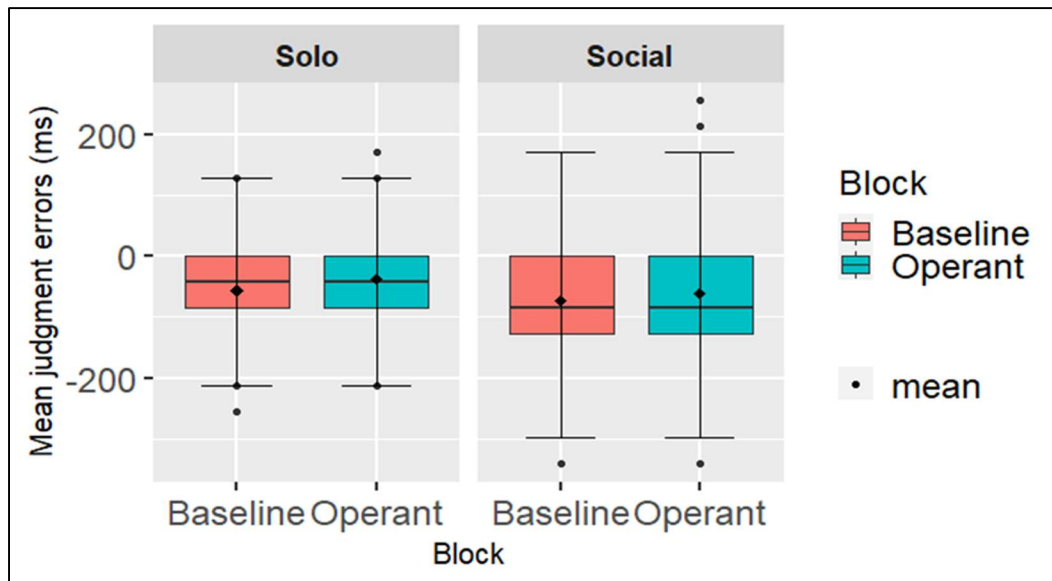 Solo
Social
Mean judgment errors (ms)
200
0
-200
Baseline Operant
Baseline Operant
Block
Block
Baseline
Operant
mean